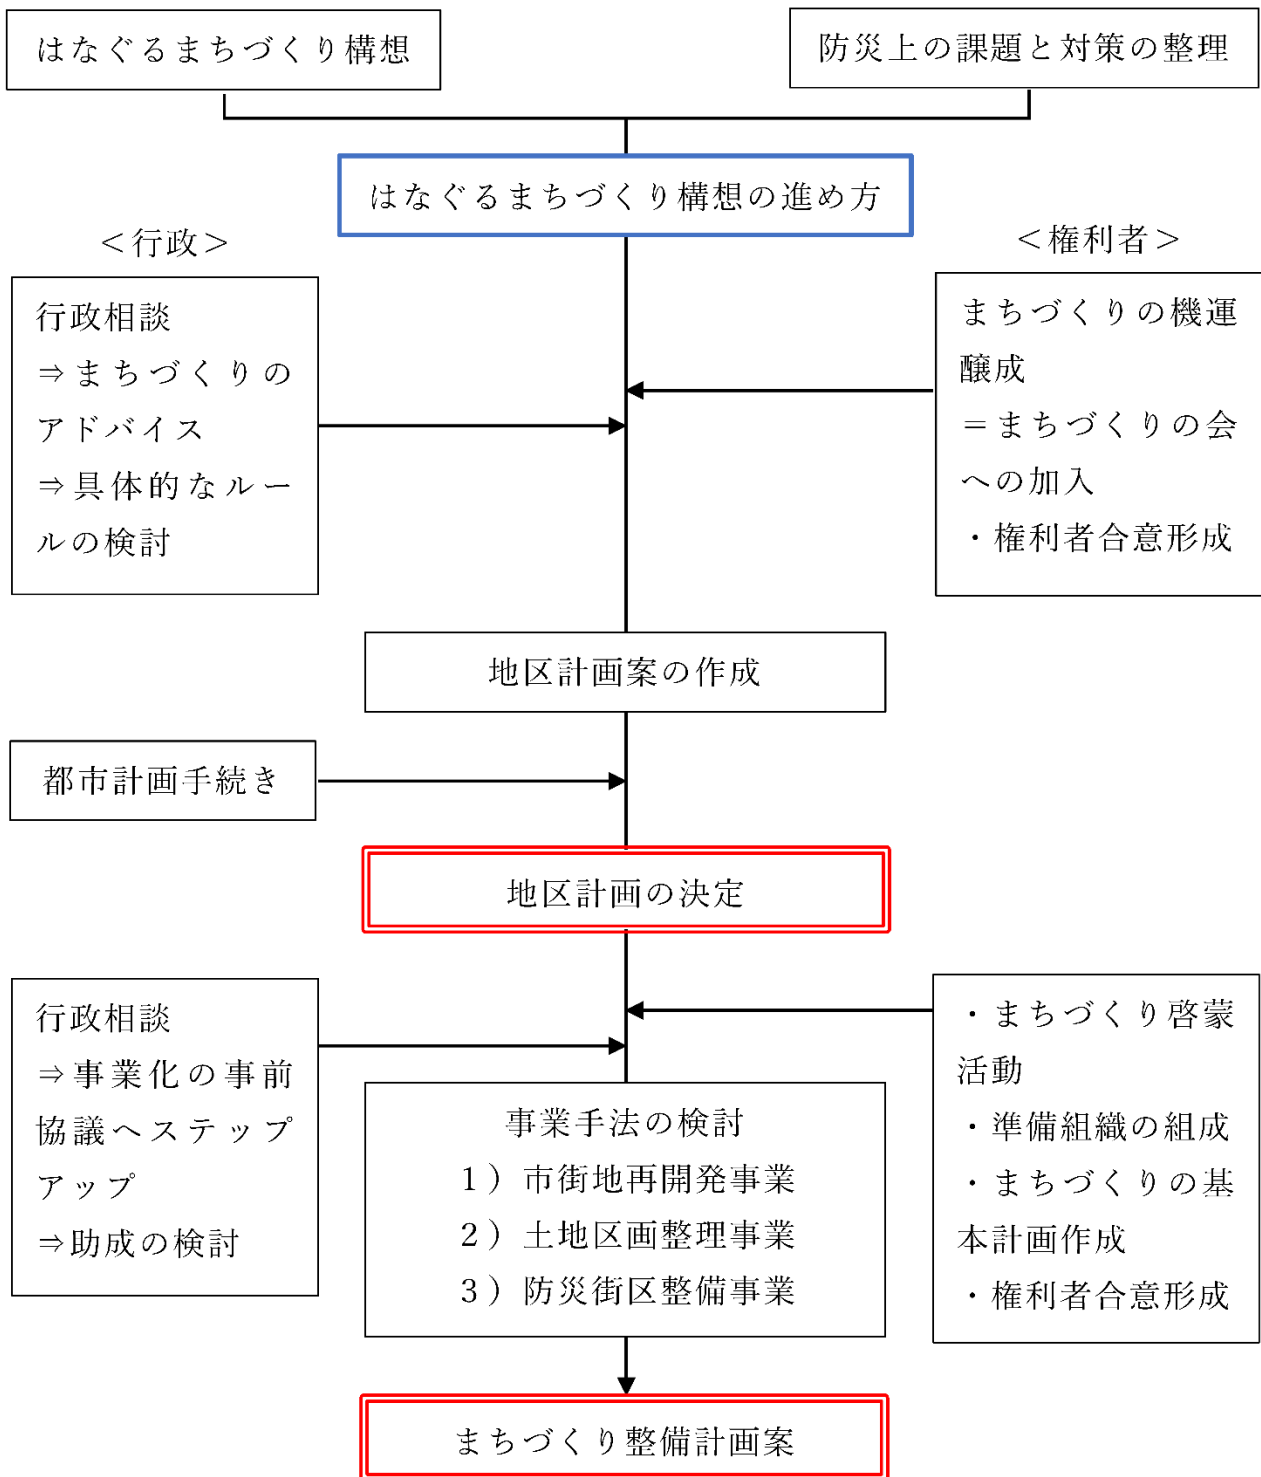 はなぐるまちづくり構想
防災上の課題と対策の整理
はなぐるまちづくり構想の進め方
＜行政＞
＜権利者＞
行政相談
⇒まちづくりの
アドバイス
⇒具体的なルー
ルの検討
まちづくりの機運
醸成
＝まちづくりの会
への加入
・権利者合意形成
地区計画案の作成
都市計画手続き
地区計画の決定
行政相談
⇒事業化の事前
協議へステップ
アップ
⇒助成の検討
・まちづくり啓蒙
活動
・準備組織の組成
・まちづくりの基
本計画作成
・権利者合意形成
事業手法の検討
１）市街地再開発事業
２）土地区画整理事業
３）防災街区整備事業
まちづくり整備計画案